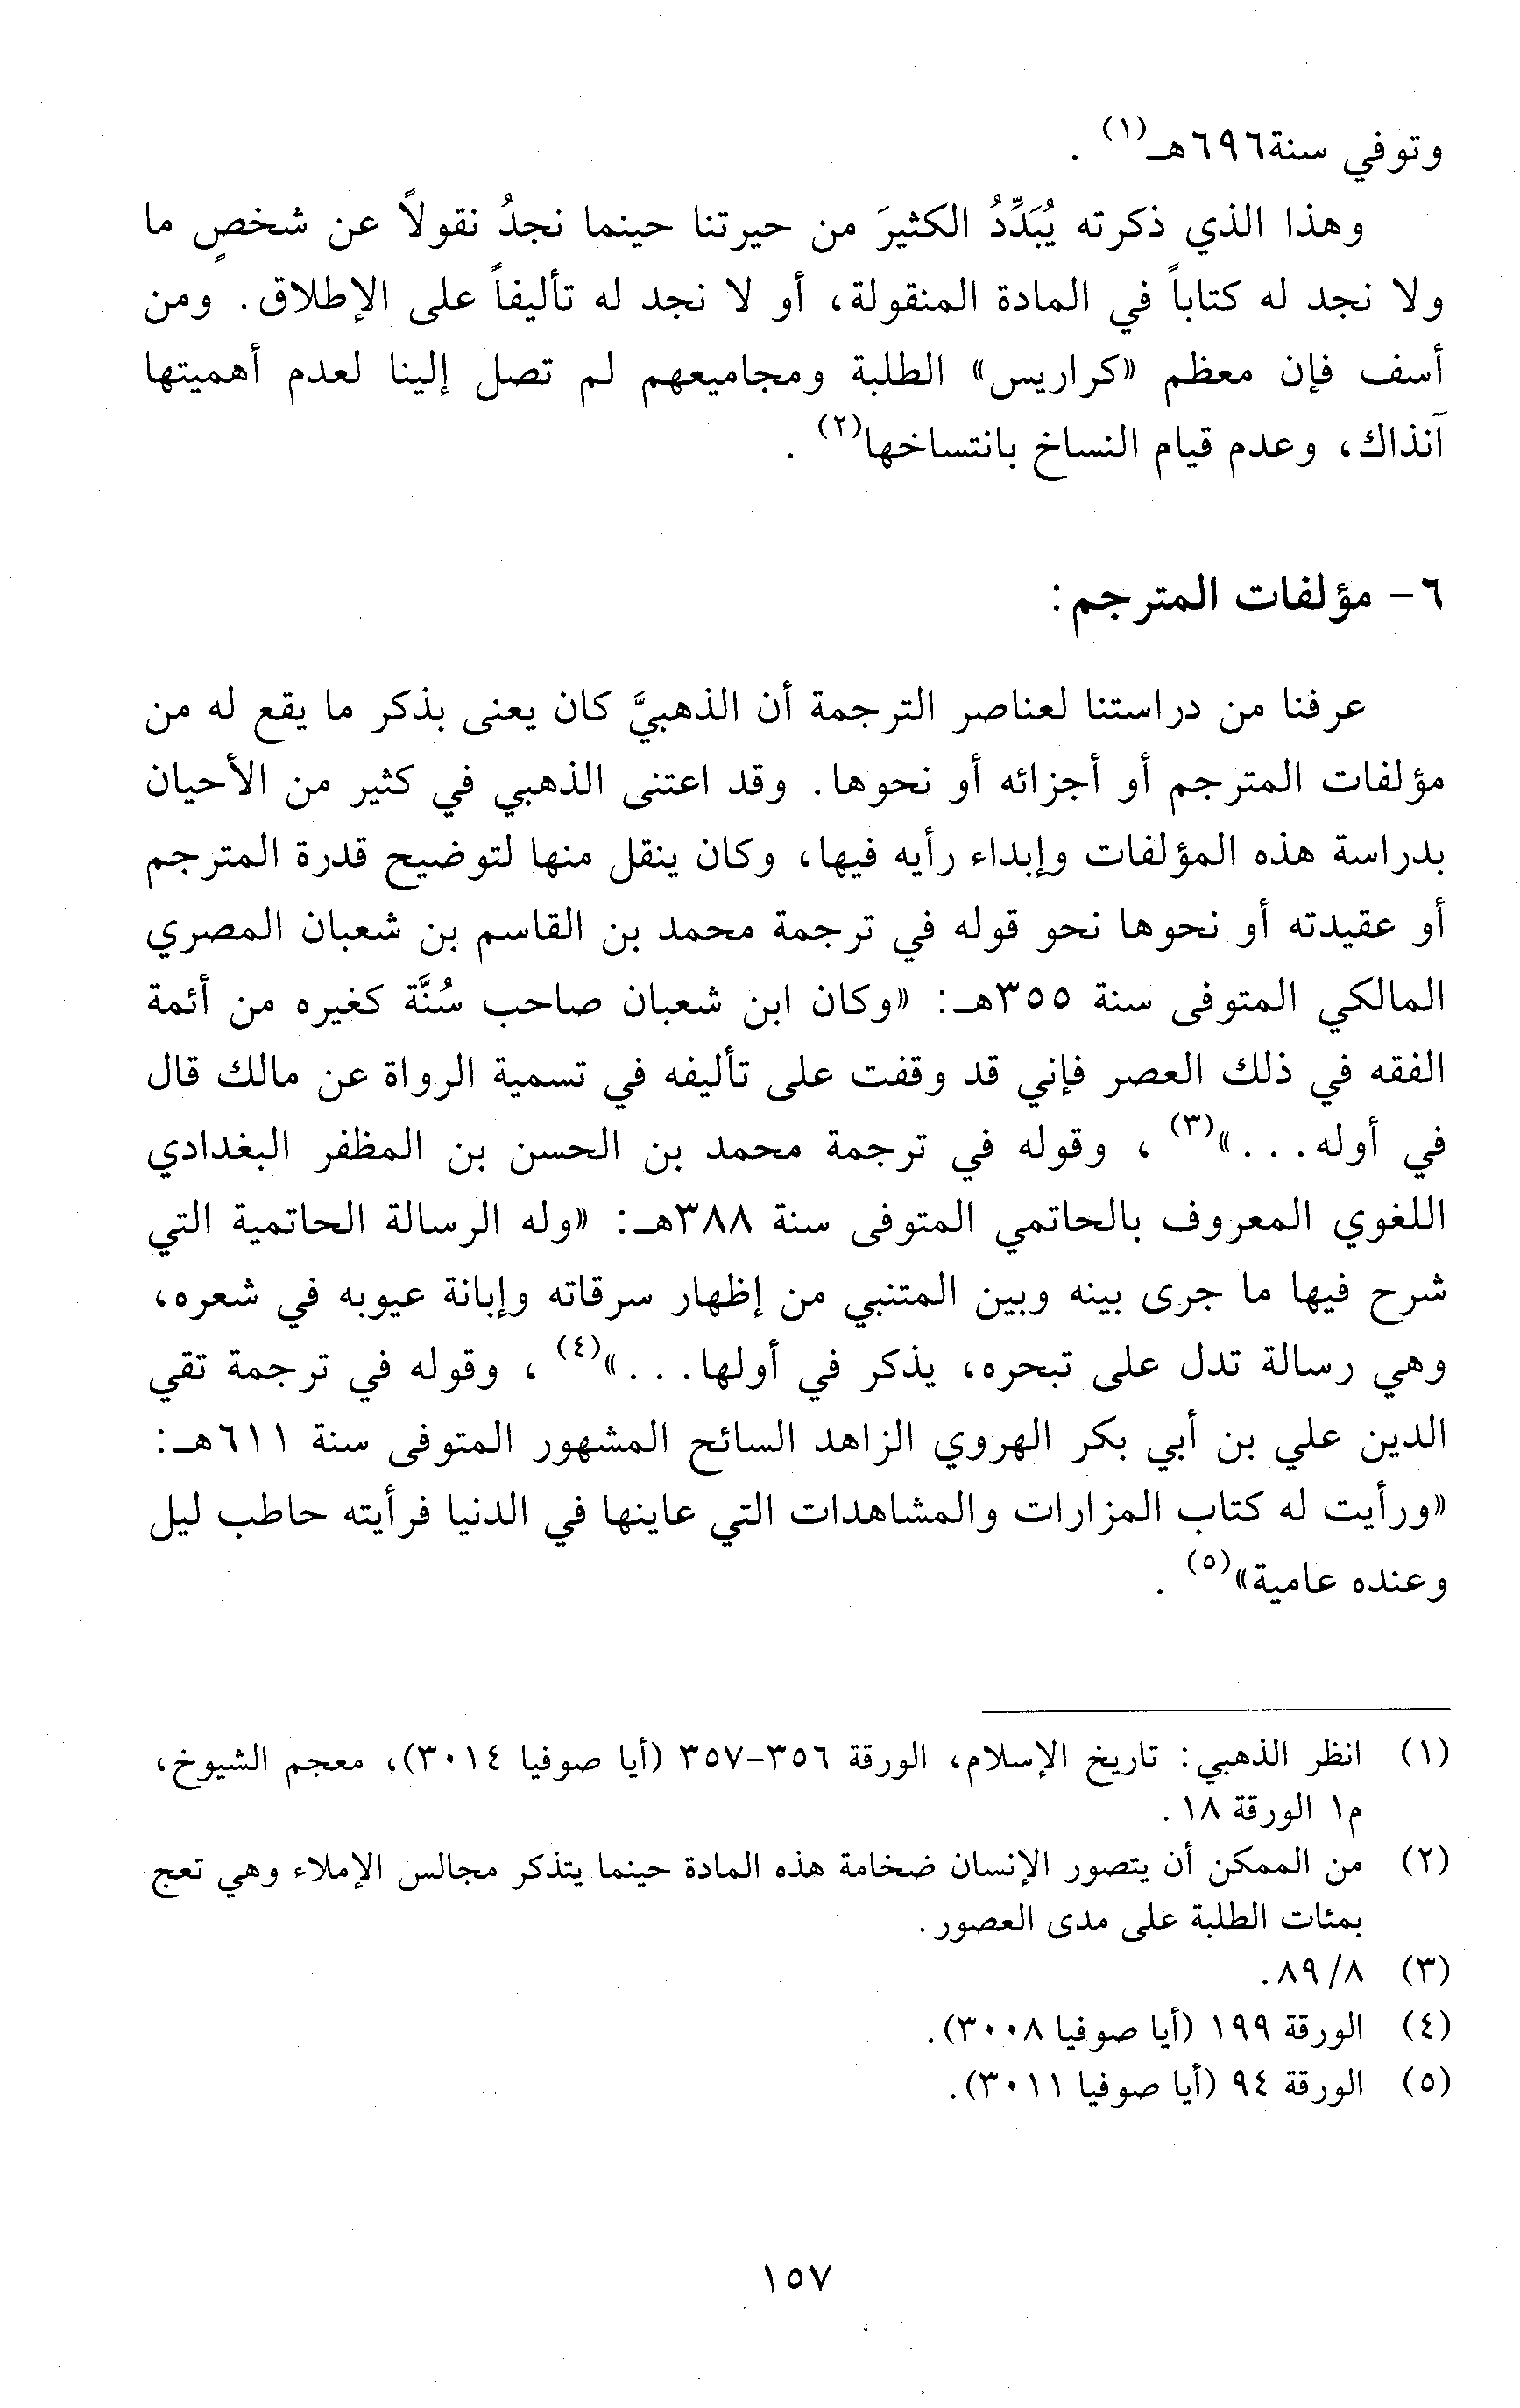 وتوفي سنة٦٩٦هـ(١) .
وهذا الذي ذكرته يُبَدِّدُ الكثيرَ من حيرتنا حينما نجدُ نقولاً عن شخصٍ ما
ولا نجد له كتاباً في المادة المنقولة، أو لا نجد له تأليفاً على الإطلاق. ومن
أسف فإن معظم «كراريس» الطلبة ومجاميعهم لم تصل إلينا لعدم أهميتها
آنذاك، وعدم قيام النساخ بانتساخها(٢) .
٦- مؤلفات المترجم:
عرفنا من دراستنا لعناصر الترجمة أن الذهبيَّ كان يعنى بذكر ما يقع له من
مؤلفات المترجم أو أجزائه أو نحوها. وقد اعتنى الذهبي في كثير من الأحيان
بدراسة هذه المؤلفات وإبداء رأيه فيها، وكان ينقل منها لتوضيح قدرة المترجم
أو عقيدته أو نحوها نحو قوله في ترجمة محمد بن القاسم بن شعبان المصري
المالكي المتوفى سنة ٣٥٥هـ: «وكان ابن شعبان صاحب سُنَّة كغيره من أئمة
الفقه في ذلك العصر فإني قد وقفت على تأليفه في تسمية الرواة عن مالك قال
في أوله...»(٣) ، وقوله في ترجمة محمد بن الحسن بن المظفر البغدادي
اللغوي المعروف بالحاتمي المتوفى سنة ٣٨٨هـ: «وله الرسالة الحاتمية التي
شرح فيها ما جرى بينه وبين المتنبي من إظهار سرقاته وإبانة عيوبه في شعره،
وهي رسالة تدل على تبحره، يذكر في أولها...»(٤) ، وقوله في ترجمة تقي
الدين علي بن أبي بكر الهروي الزاهد السائح المشهور المتوفى سنة ٦١١هـ:
«ورأيت له كتاب المزارات والمشاهدات التي عاينها في الدنيا فرأيته حاطب ليل
وعنده عامية»(٥) .
(١) انظر الذهبي: تاريخ الإسلام، الورقة ٣٥٦-٣٥٧ (أيا صوفيا ٣٠١٤)، معجم الشيوخ،
م١ الورقة ١٨.
(٢) من الممكن أن يتصور الإنسان ضخامة هذه المادة حينما يتذكر مجالس الإملاء وهي تعج
بمئات الطلبة على مدى العصور.
(٣) ٨/ ٨٩.
(٤) الورقة ١٩٩ (أيا صوفيا ٣٠٠٨).
(٥) الورقة ٩٤ (أيا صوفيا ٣٠١١).
١٥٧